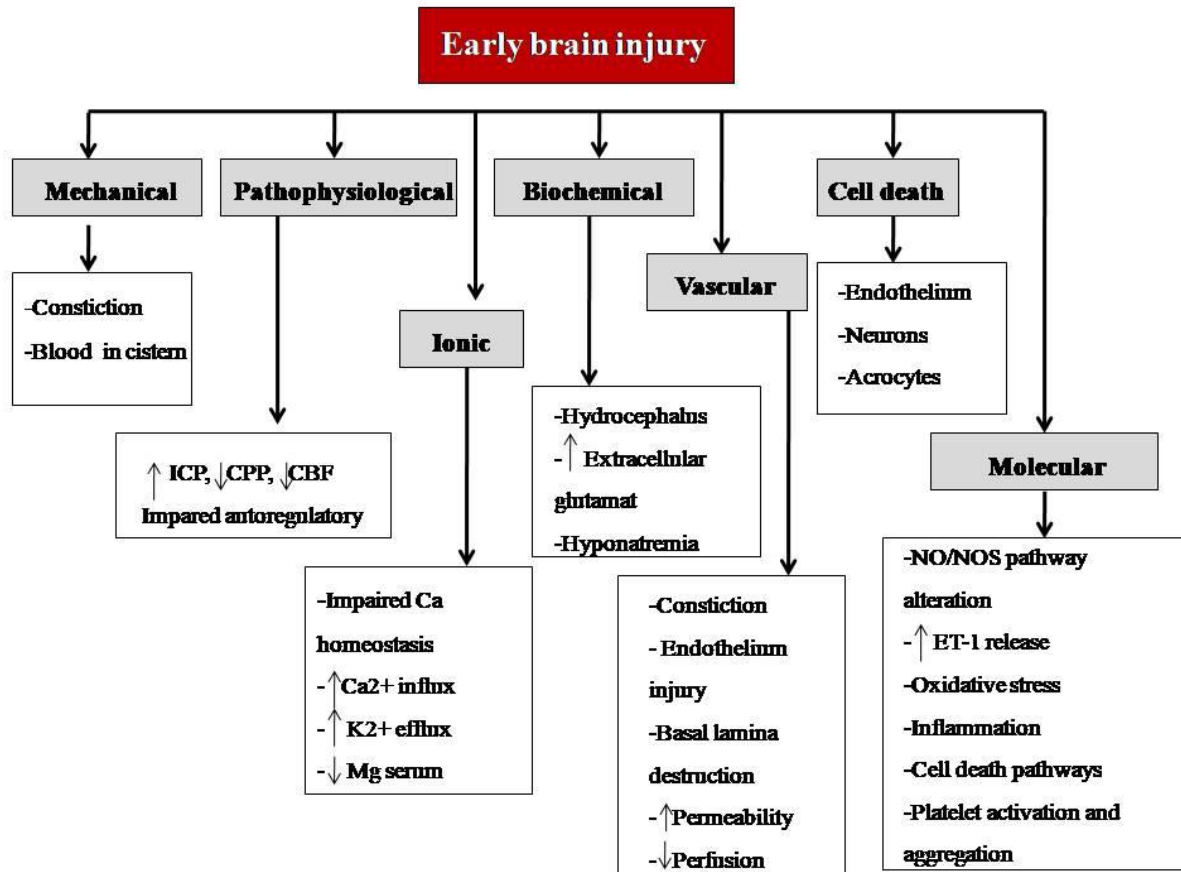 Early brain injury
Mechanical
-Constiction
-Blood in cistern
Pathophysiological
↑ ICP, ↓CPP, ↓CBF
Impared autoregulatory
Ionic
-Impaired Ca
homeostasis
-↑Ca2+ influx
-↑ K2+ efflux
-↓ Mg serum
Biochemical
-Hydrocephalus
-↑ Extracellular
glutamat
-Hyponatremia
Vascular
-Constiction
- Endothelium
injury
-Basal lamina
destruction
-↑Permeability
-↓Perfusion
Cell death
-Endothelium
-Neurons
-Acrocytes
Molecular
-NO/NOS pathway
alteration
-↑ ET-1 release
-Oxidative stress
-Inflammation
-Cell death pathways
-Platelet activation and
aggregation